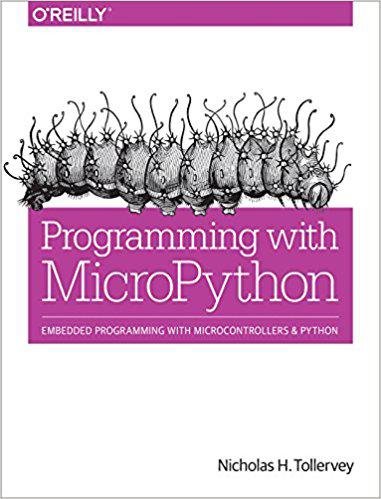 O'REILLY®
Programming with
MicroPython
EMBEDDED PROGRAMMING WITH MICROCONTROLLERS & PYTHON
Nicholas H. Tollervey